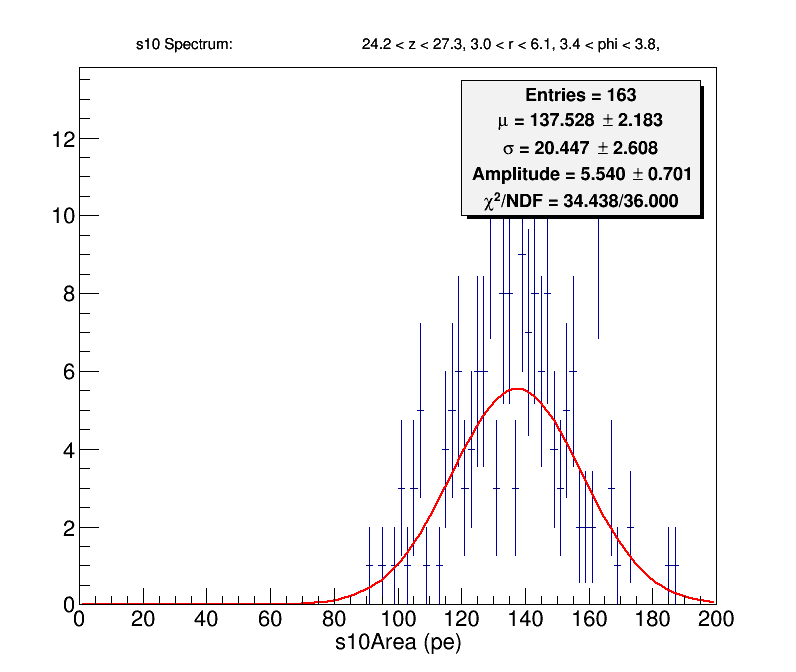 s10 Spectrum: 24.2 < z < 27.3, 3.0 < r < 6.1, 3.4 < phi < 3.8,
Entries = 163
μ = 137.528 ± 2.183
σ = 20.447 ± 2.608
Amplitude = 5.540 ± 0.701
χ²/NDF = 34.438/36.000
12
10
8
6
4
2
0
0 20 40 60 80 100 120 140 160 180 200
s10Area (pe)